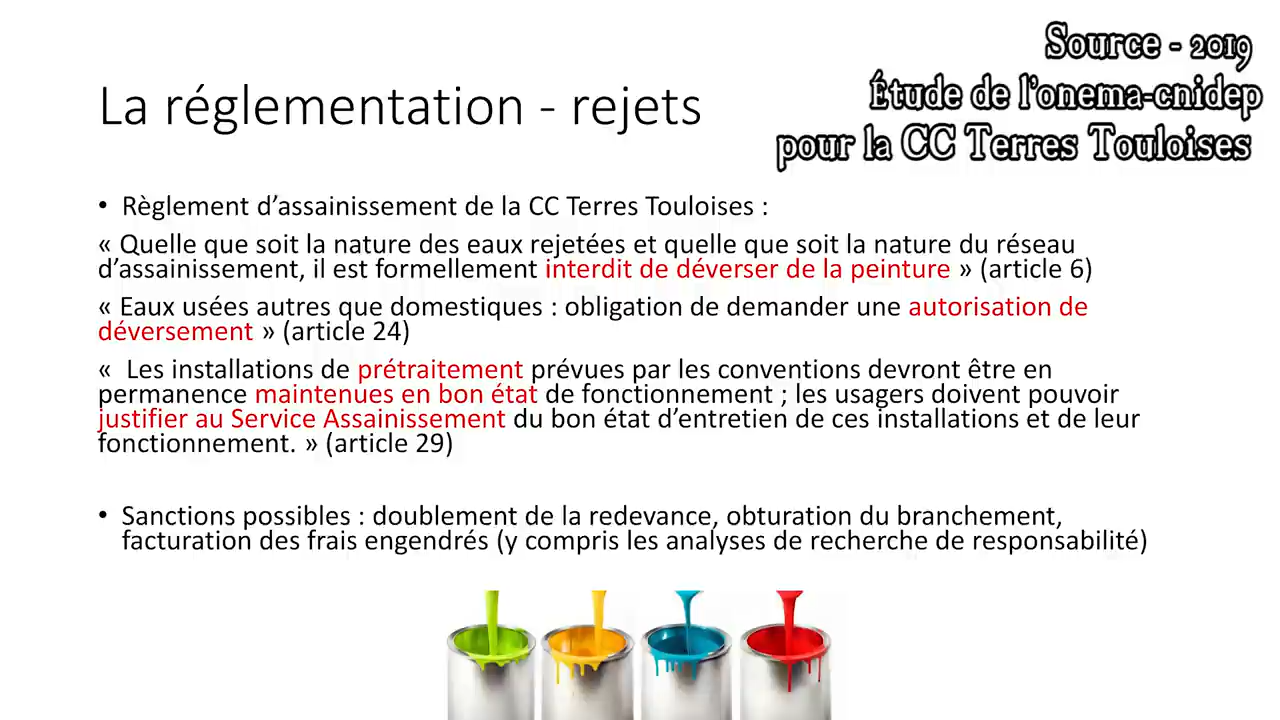 Source - 2019
Étude de l'onema-cnidep
pour la CC Terres Touloises
La réglementation - rejets
• Règlement d’assainissement de la CC Terres Touloises :
« Quelle que soit la nature des eaux rejetées et quelle que soit la nature du réseau
d’assainissement, il est formellement interdit de déverser de la peinture » (article 6)
« Eaux usées autres que domestiques : obligation de demander une autorisation de
déversement » (article 24)
«  Les installations de prétraitement prévues par les conventions devront être en
permanence maintenues en bon état de fonctionnement ; les usagers doivent pouvoir
justifier au Service Assainissement du bon état d’entretien de ces installations et de leur
fonctionnement. » (article 29)
• Sanctions possibles : doublement de la redevance, obturation du branchement,
facturation des frais engendrés (y compris les analyses de recherche de responsabilité)